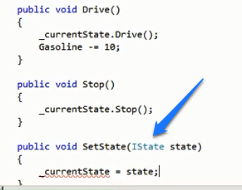 public void Drive()
{
_currentState.Drive();
Gasoline -= 10;
}
public void Stop()
{
_currentState.Stop();
}
public void SetState(IState state)
{
_currentState = state;